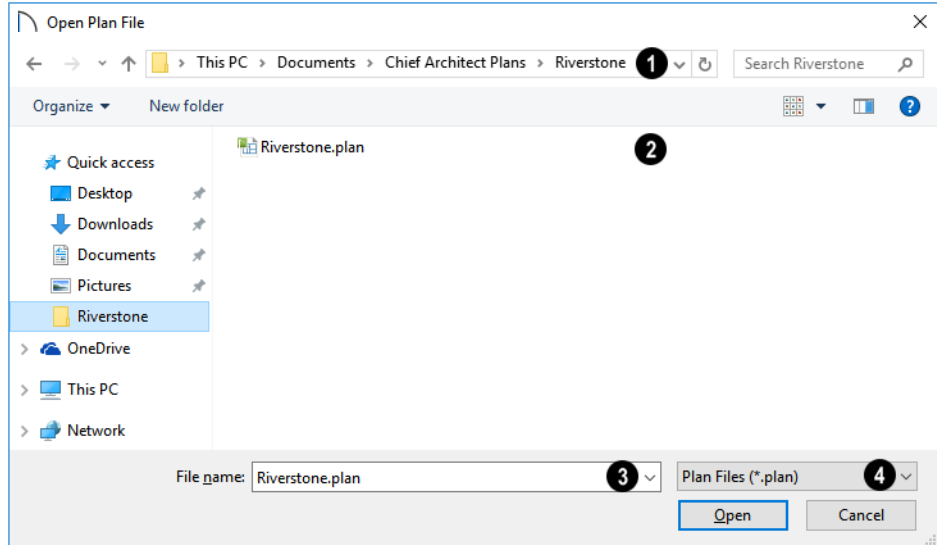 Open Plan File
This PC > Documents > Chief Architect Plans > Riverstone 1 Search Riverstone
Organize New folder ?
Riverstone.plan 2
Quick access
Desktop
Downloads
Documents
Pictures
Riverstone
OneDrive
This PC
Network
File name: Riverstone.plan 3 Plan Files (*.plan) 4
Open Cancel